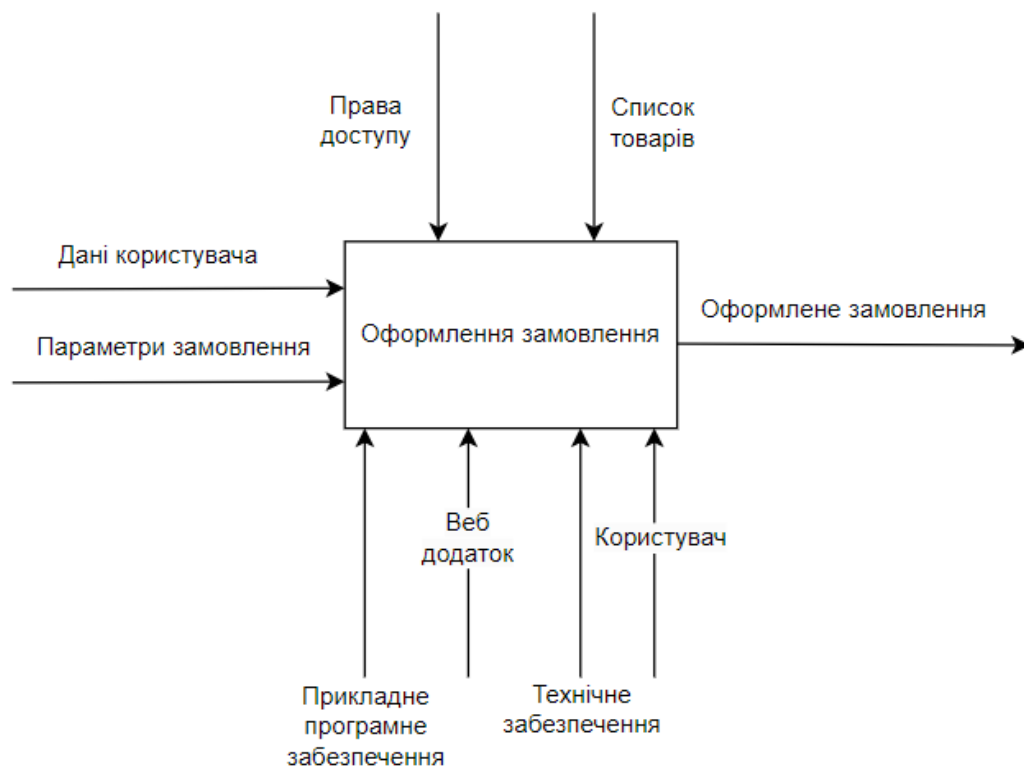 Права
доступу
Список
товарів
Дані користувача
Параметри замовлення
Оформлення замовлення
Оформлене замовлення
Веб
додаток
Користувач
Прикладне
програмне
забезпечення
Технічне
забезпечення